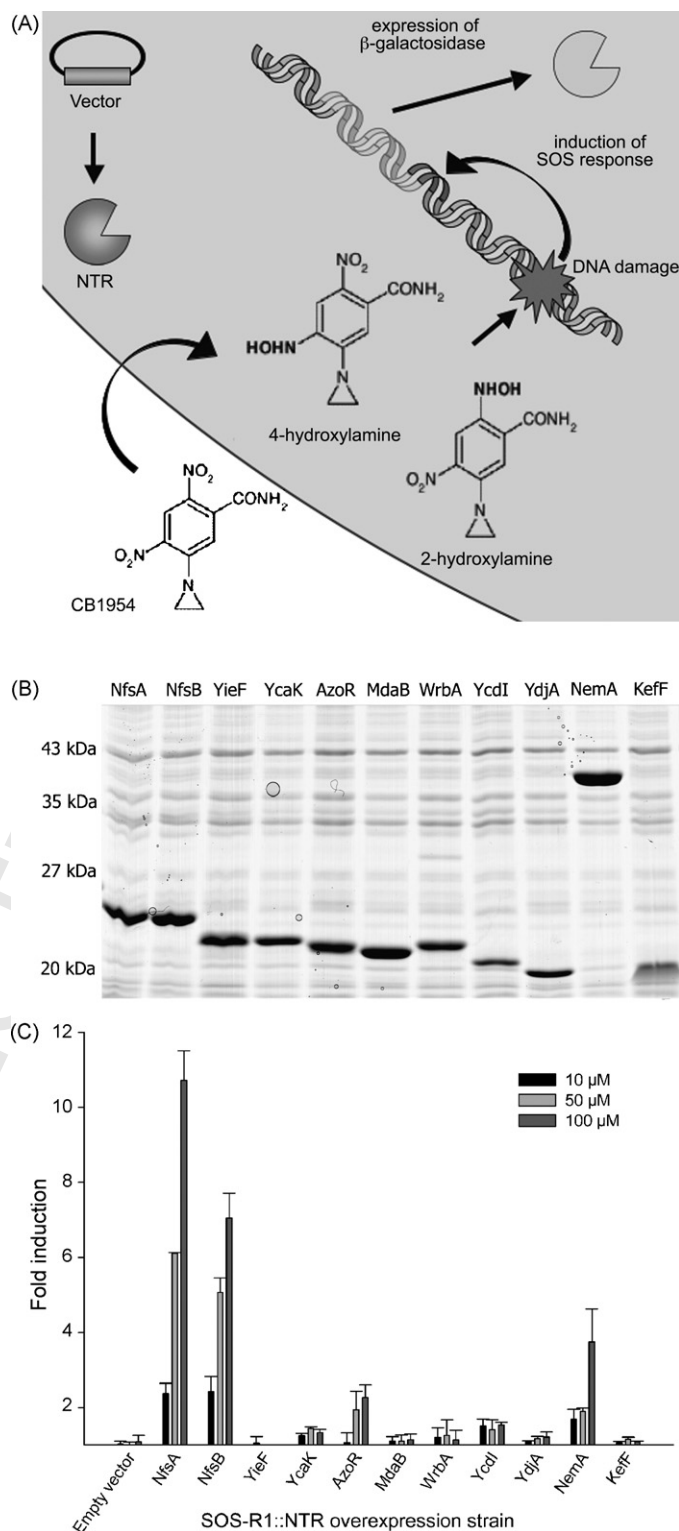 (A)
expression of
β-galactosidase
Vector
induction of
SOS response
NTR
DNA damage
NO2
CONH2
HOHN
N
4-hydroxylamine
NHOH
CONH2
O2N
N
2-hydroxylamine
NO2
CONH2
O2N
N
CB1954
(B)
NfsA NfsB YieF YcaK AzoR MdaB WrbA YcdI YdjA NemA KefF
43 kDa
35 kDa
27 kDa
20 kDa
(C)
12
10
8
6
4
2
Fold induction
10 µM
50 µM
100 µM
Empty vector NfsA NfsB YieF YcaK AzoR MdaB WrbA YcdI YdjA NemA KefF
SOS-R1::NTR overexpression strain